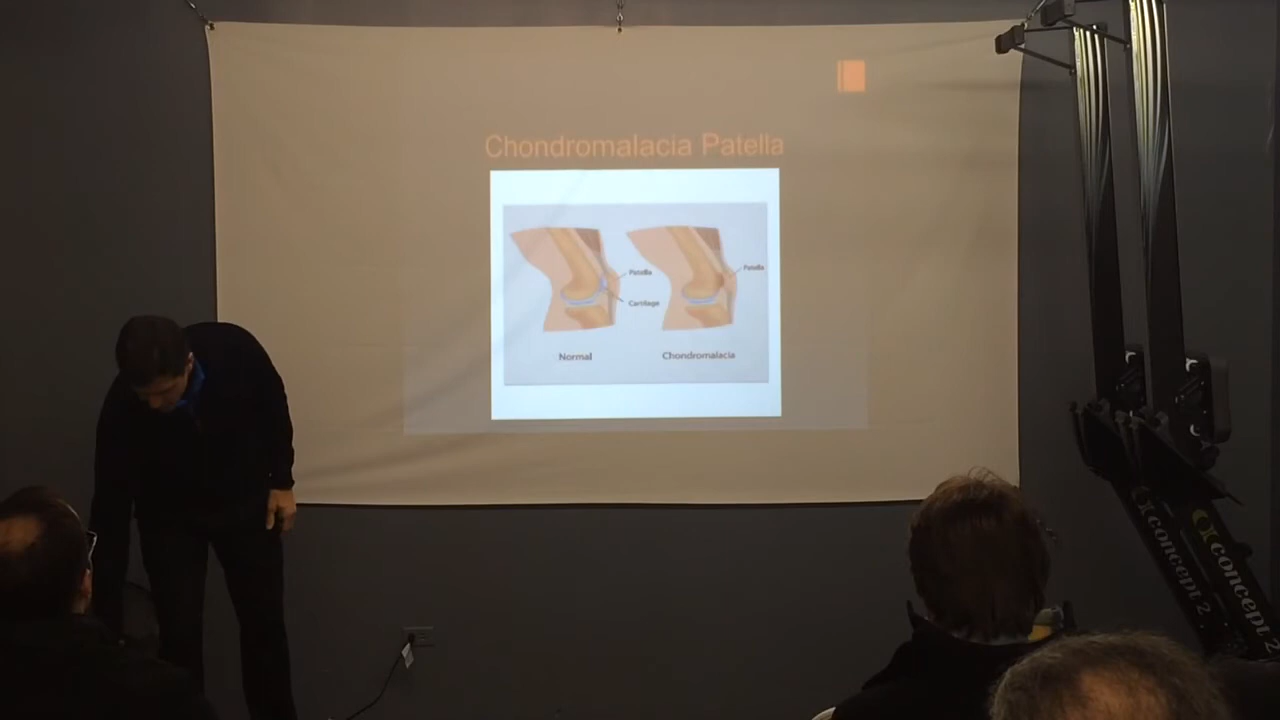 Chondromalacia Patella
Patella
Patella
Cartilage
Normal
Chondromalacia
concept 2
concept 2